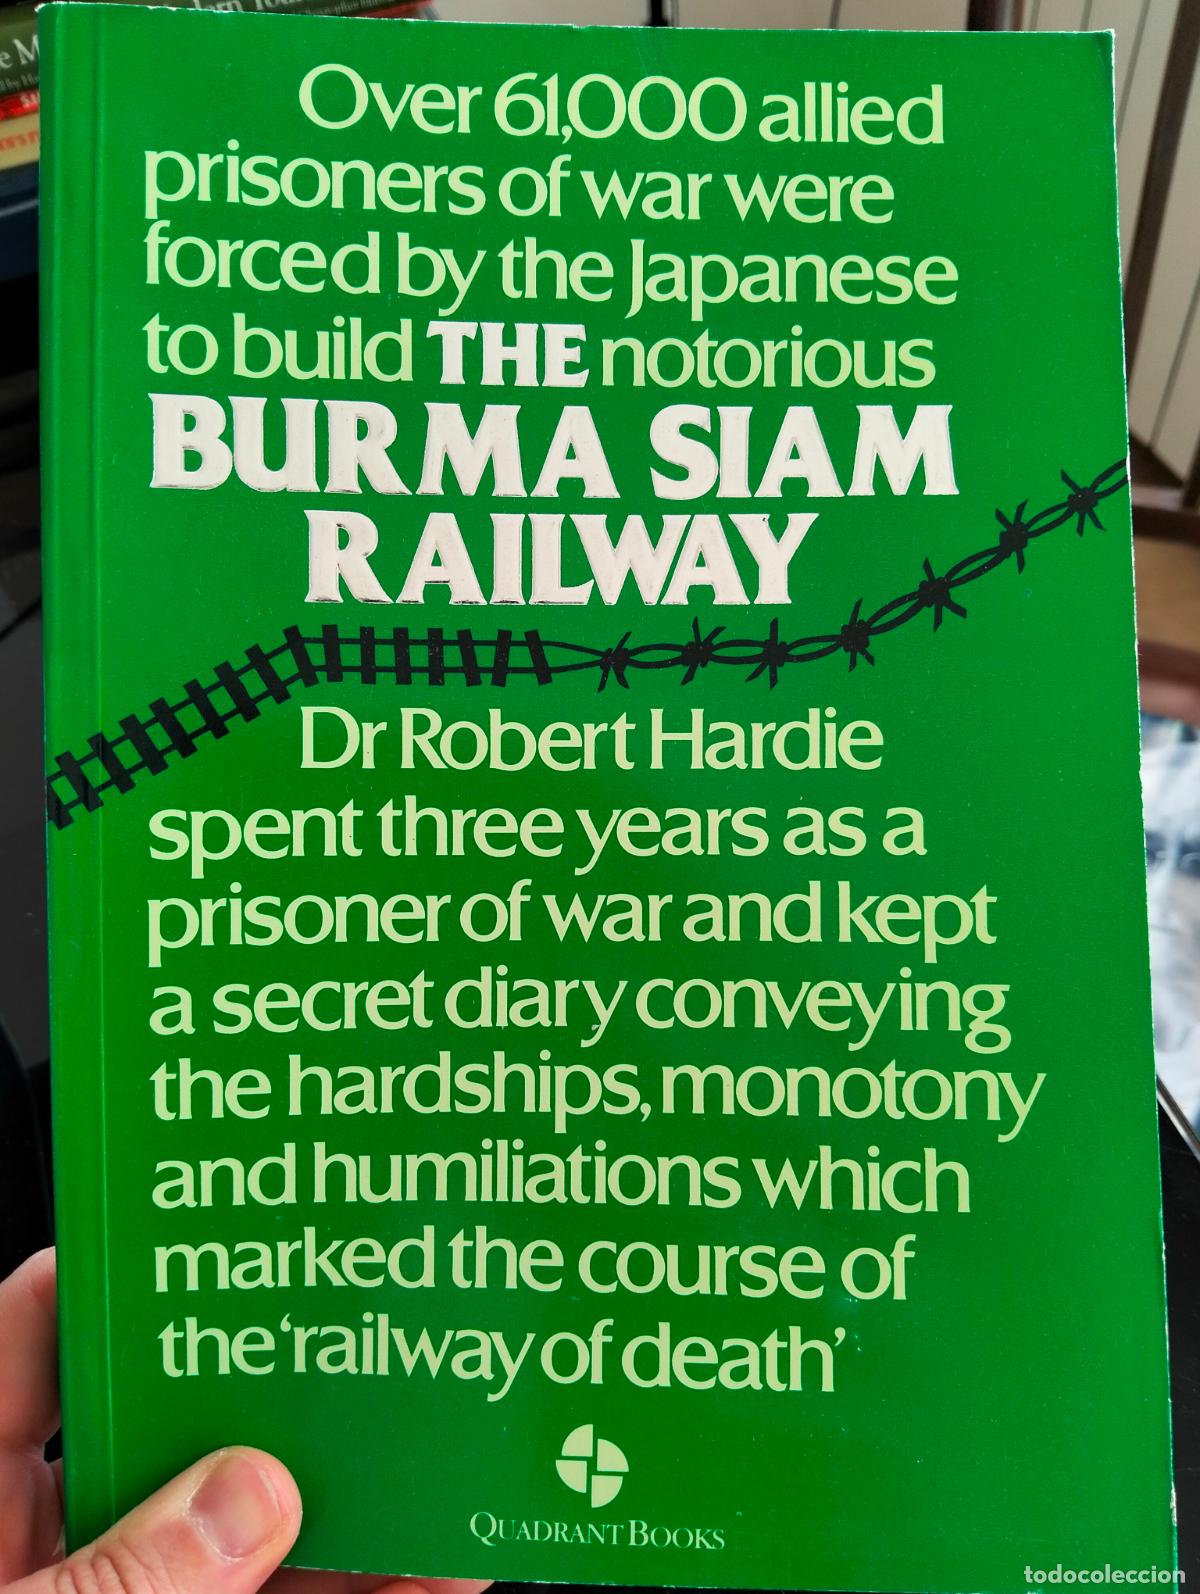 Over 61,000 allied
prisoners of war were
forced by the Japanese
to build THE notorious
BURMA SIAM
RAILWAY
Dr Robert Hardie
spent three years as a
prisoner of war and kept
a secret diary conveying
the hardships, monotony
and humiliations which
marked the course of
the ‘railway of death’
QUADRANT BOOKS
todocoleccion